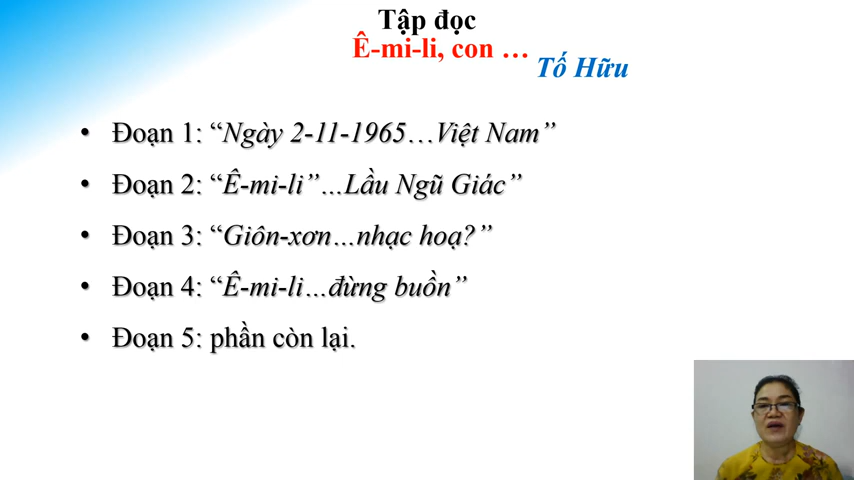 Tập đọc
Ê-mi-li, con …
Tố Hữu
• Đoạn 1: “Ngày 2-11-1965…Việt Nam”
• Đoạn 2: “Ê-mi-li”…Lầu Ngũ Giác”
• Đoạn 3: “Giôn-xơn…nhạc hoạ?”
• Đoạn 4: “Ê-mi-li…đừng buồn”
• Đoạn 5: phần còn lại.